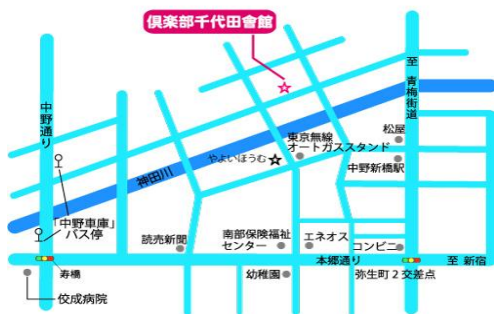 倶楽部千代田會館
至
青梅街道
中野通り
松屋
東京無線
オートガススタンド
やよいほうむ
中野新橋駅
神田川
「中野車庫」
バス停
読売新聞
南部保険福祉
センター
エネオス
コンビニ
本郷通り
寿橋
幼稚園
弥生町2交差点
至 新宿
佼成病院